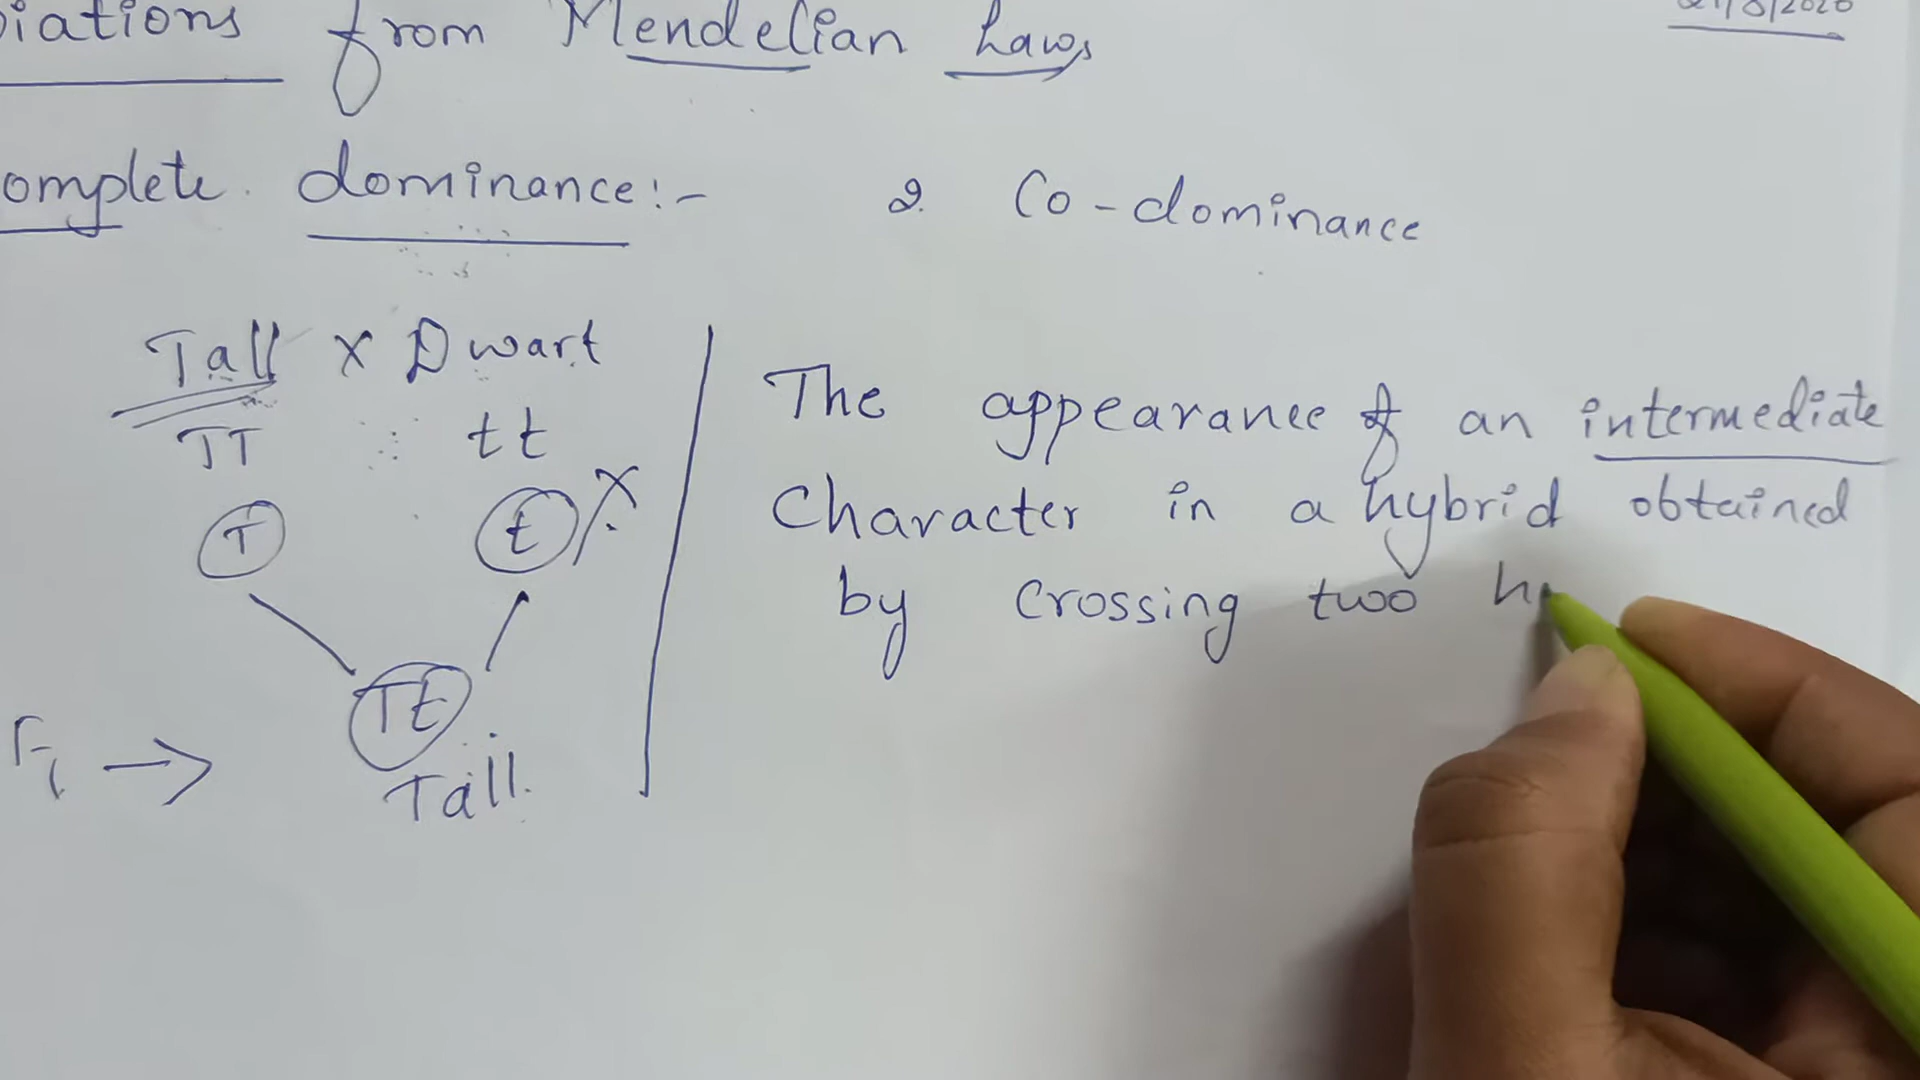 iations from Mendelian Laws
omplete dominance:-
2. Co-dominance
Tall x Dwart
TT tt
T t x
Tt
F1 →
Tall.
The appearance of an intermediate
Character in a hybrid obtained
by Crossing two